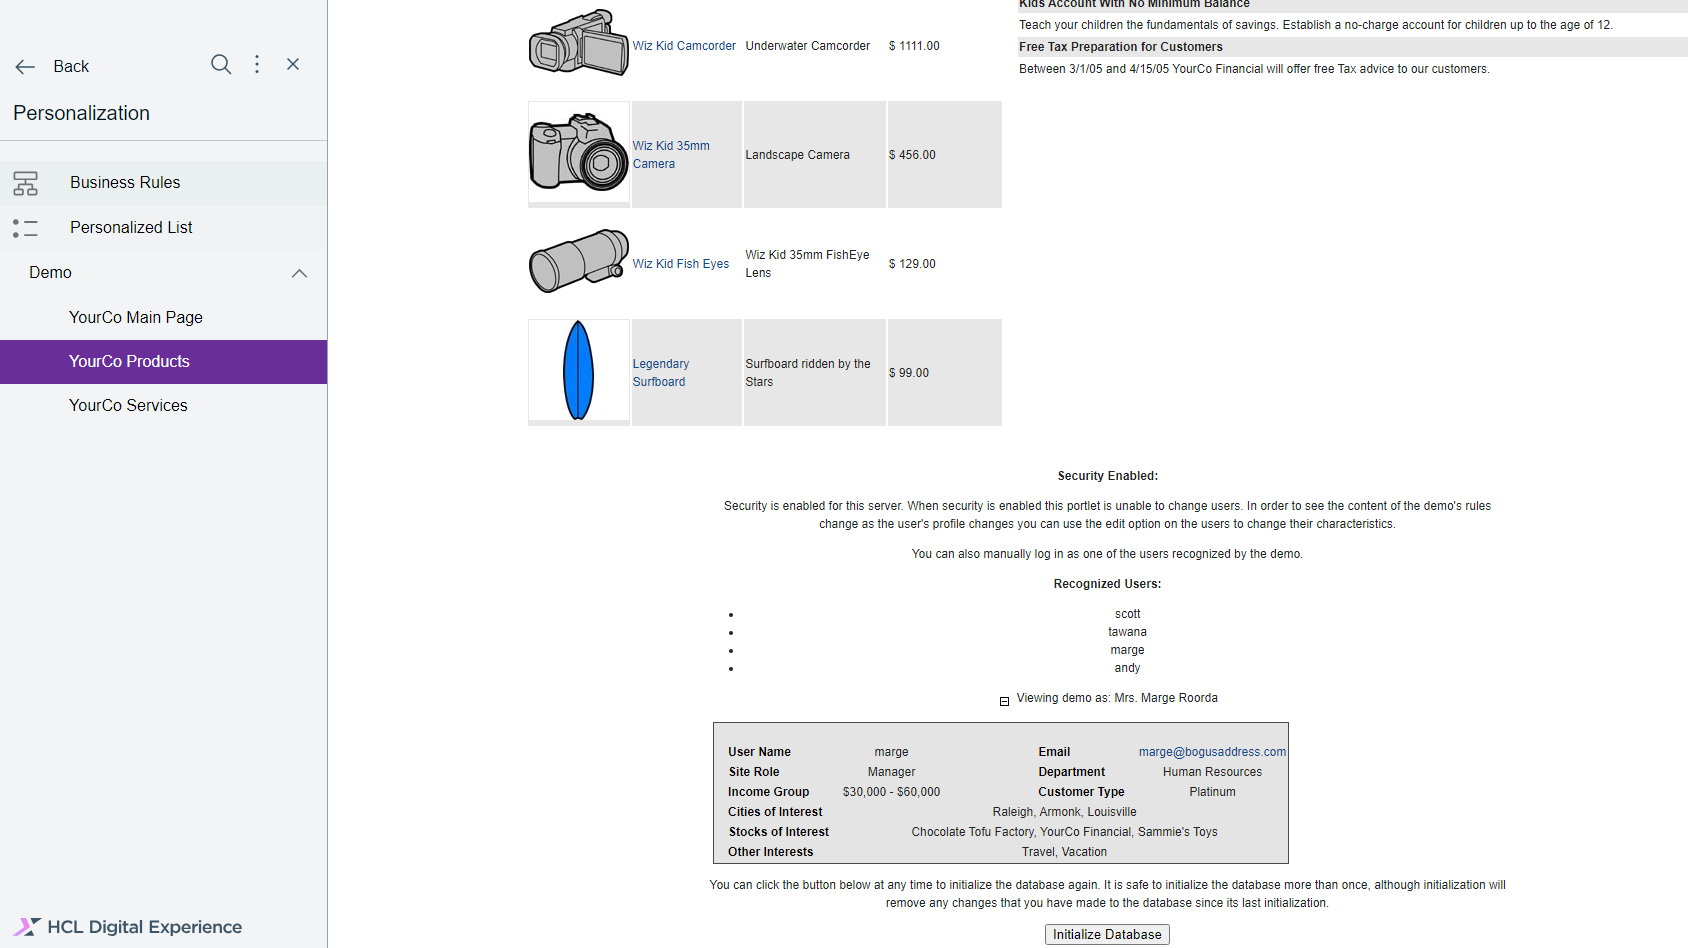 Back
Personalization
Business Rules
Personalized List
Demo
YourCo Main Page
YourCo Products
YourCo Services
HCL Digital Experience
Wiz Kid Camcorder Underwater Camcorder $ 1111.00
Wiz Kid 35mm
Camera
Landscape Camera
$ 456.00
Wiz Kid Fish Eyes
Wiz Kid 35mm FishEye
Lens
$ 129.00
Legendary
Surfboard
Surfboard ridden by the
Stars
$ 99.00
Kids Account With No Minimum Balance
Teach your children the fundamentals of savings. Establish a no-charge account for children up to the age of 12.
Free Tax Preparation for Customers
Between 3/1/05 and 4/15/05 YourCo Financial will offer free Tax advice to our customers.
Security Enabled:
Security is enabled for this server. When security is enabled this portlet is unable to change users. In order to see the content of the demo's rules
change as the user's profile changes you can use the edit option on the users to change their characteristics.
You can also manually log in as one of the users recognized by the demo.
Recognized Users:
scott
tawana
marge
andy
Viewing demo as: Mrs. Marge Roorda
User Name marge Email marge@bogusaddress.com
Site Role Manager Department Human Resources
Income Group $30,000 - $60,000 Customer Type Platinum
Cities of Interest Raleigh, Armonk, Louisville
Stocks of Interest Chocolate Tofu Factory, YourCo Financial, Sammie's Toys
Other Interests Travel, Vacation
You can click the button below at any time to initialize the database again. It is safe to initialize the database more than once, although initialization will
remove any changes that you have made to the database since its last initialization.
Initialize Database